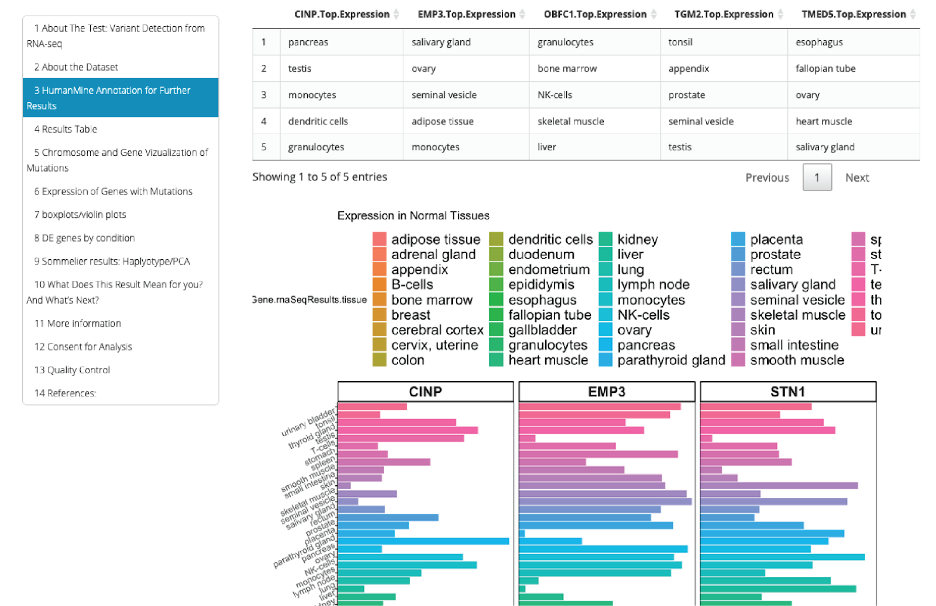 1 About The Test: Variant Detection from
RNA-seq
2 About the Dataset
3 HumanMine Annotation for Further
Results
4 Results Table
5 Chromosome and Gene Vizualization of
Mutations
6 Expression of Genes with Mutations
7 boxplots/violin plots
8 DE genes by condition
9 Sommelier results: Haplyotype/PCA
10 What Does This Result Mean for you?
And What's Next?
11 More information
12 Consent for Analysis
13 Quality Control
14 References:
CINP.Top.Expression EMP3.Top.Expression OBFC1.Top.Expression TGM2.Top.Expression TMED5.Top.Expression
1 pancreas salivary gland granulocytes tonsil esophagus
2 testis ovary bone marrow appendix fallopian tube
3 monocytes seminal vesicle NK-cells prostate ovary
4 dendritic cells adipose tissue skeletal muscle seminal vesicle heart muscle
5 granulocytes monocytes liver testis salivary gland
Showing 1 to 5 of 5 entries Previous 1 Next
Expression in Normal Tissues
adipose tissue dendritic cells kidney placenta sp
adrenal gland duodenum liver prostate st
appendix endometrium lung rectum T-
B-cells epididymis lymph node salivary gland te
Gene.rnaSeqResults.tissue bone marrow esophagus monocytes seminal vesicle th
breast fallopian tube NK-cells skeletal muscle to
cerebral cortex gallbladder ovary skin ur
cervix, uterine granulocytes pancreas small intestine
colon heart muscle parathyroid gland smooth muscle
CINP EMP3 STN1
urinary bladder
tonsil
thyroid gland
testis
T-cells
stomach
spleen
smooth muscle
small intestine
skin
skeletal muscle
seminal vesicle
salivary gland
rectum
prostate
placenta
parathyroid gland
pancreas
ovary
NK-cells
monocytes
lymph node
lung
liver